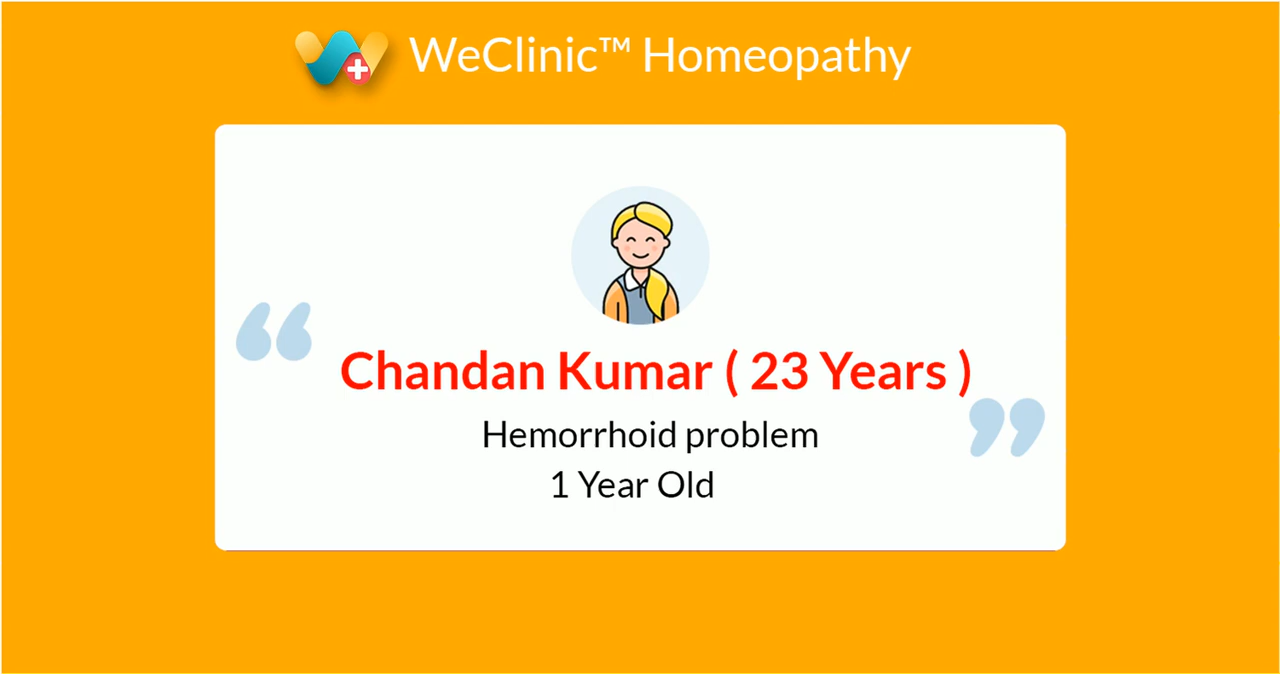 WeClinic™ Homeopathy
Chandan Kumar ( 23 Years )
Hemorrhoid problem
1 Year Old